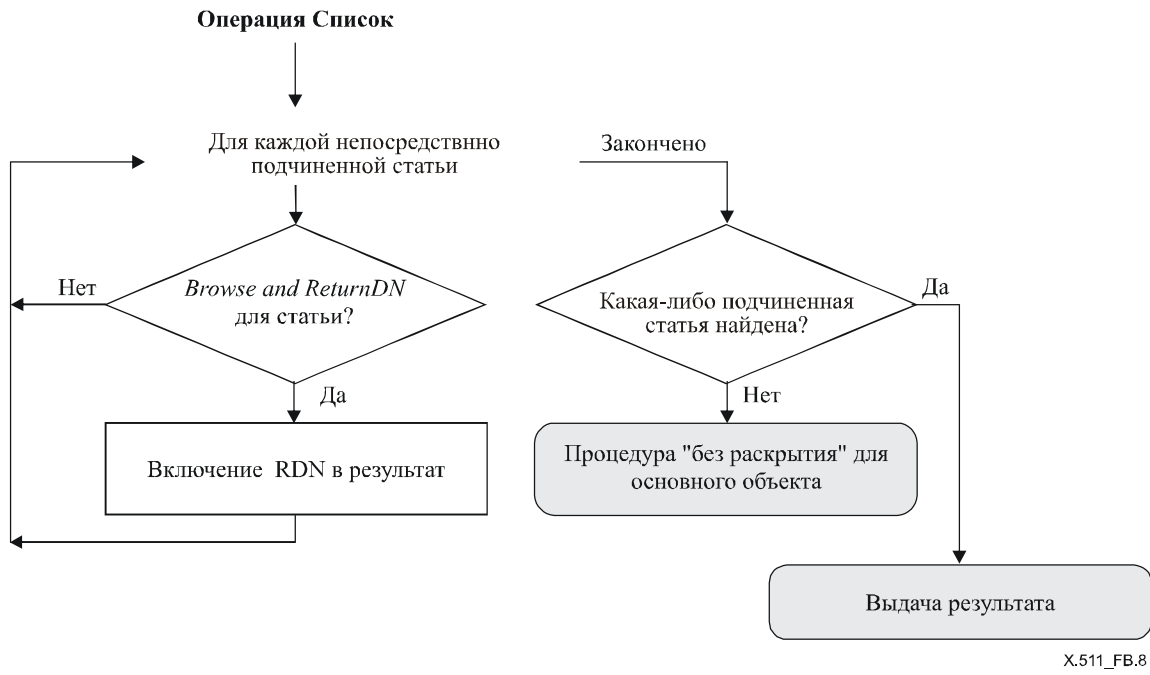 Операция Список
Для каждой непосредствнно
подчиненной статьи
Закончено
Нет
Browse and ReturnDN
для статьи?
Какая-либо подчиненная
статья найдена?
Да
Да
Нет
Включение RDN в результат
Процедура "без раскрытия" для
основного объекта
Выдача результата
X.511_FB.8